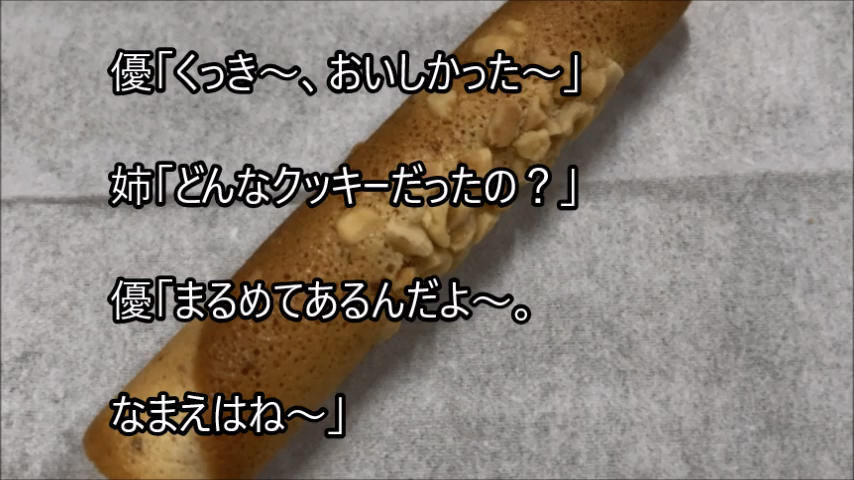 優「くっき～、おいしかった～」
姉「どんなクッキーだったの？」
優「まるめてあるんだよ～。
なまえはね～」